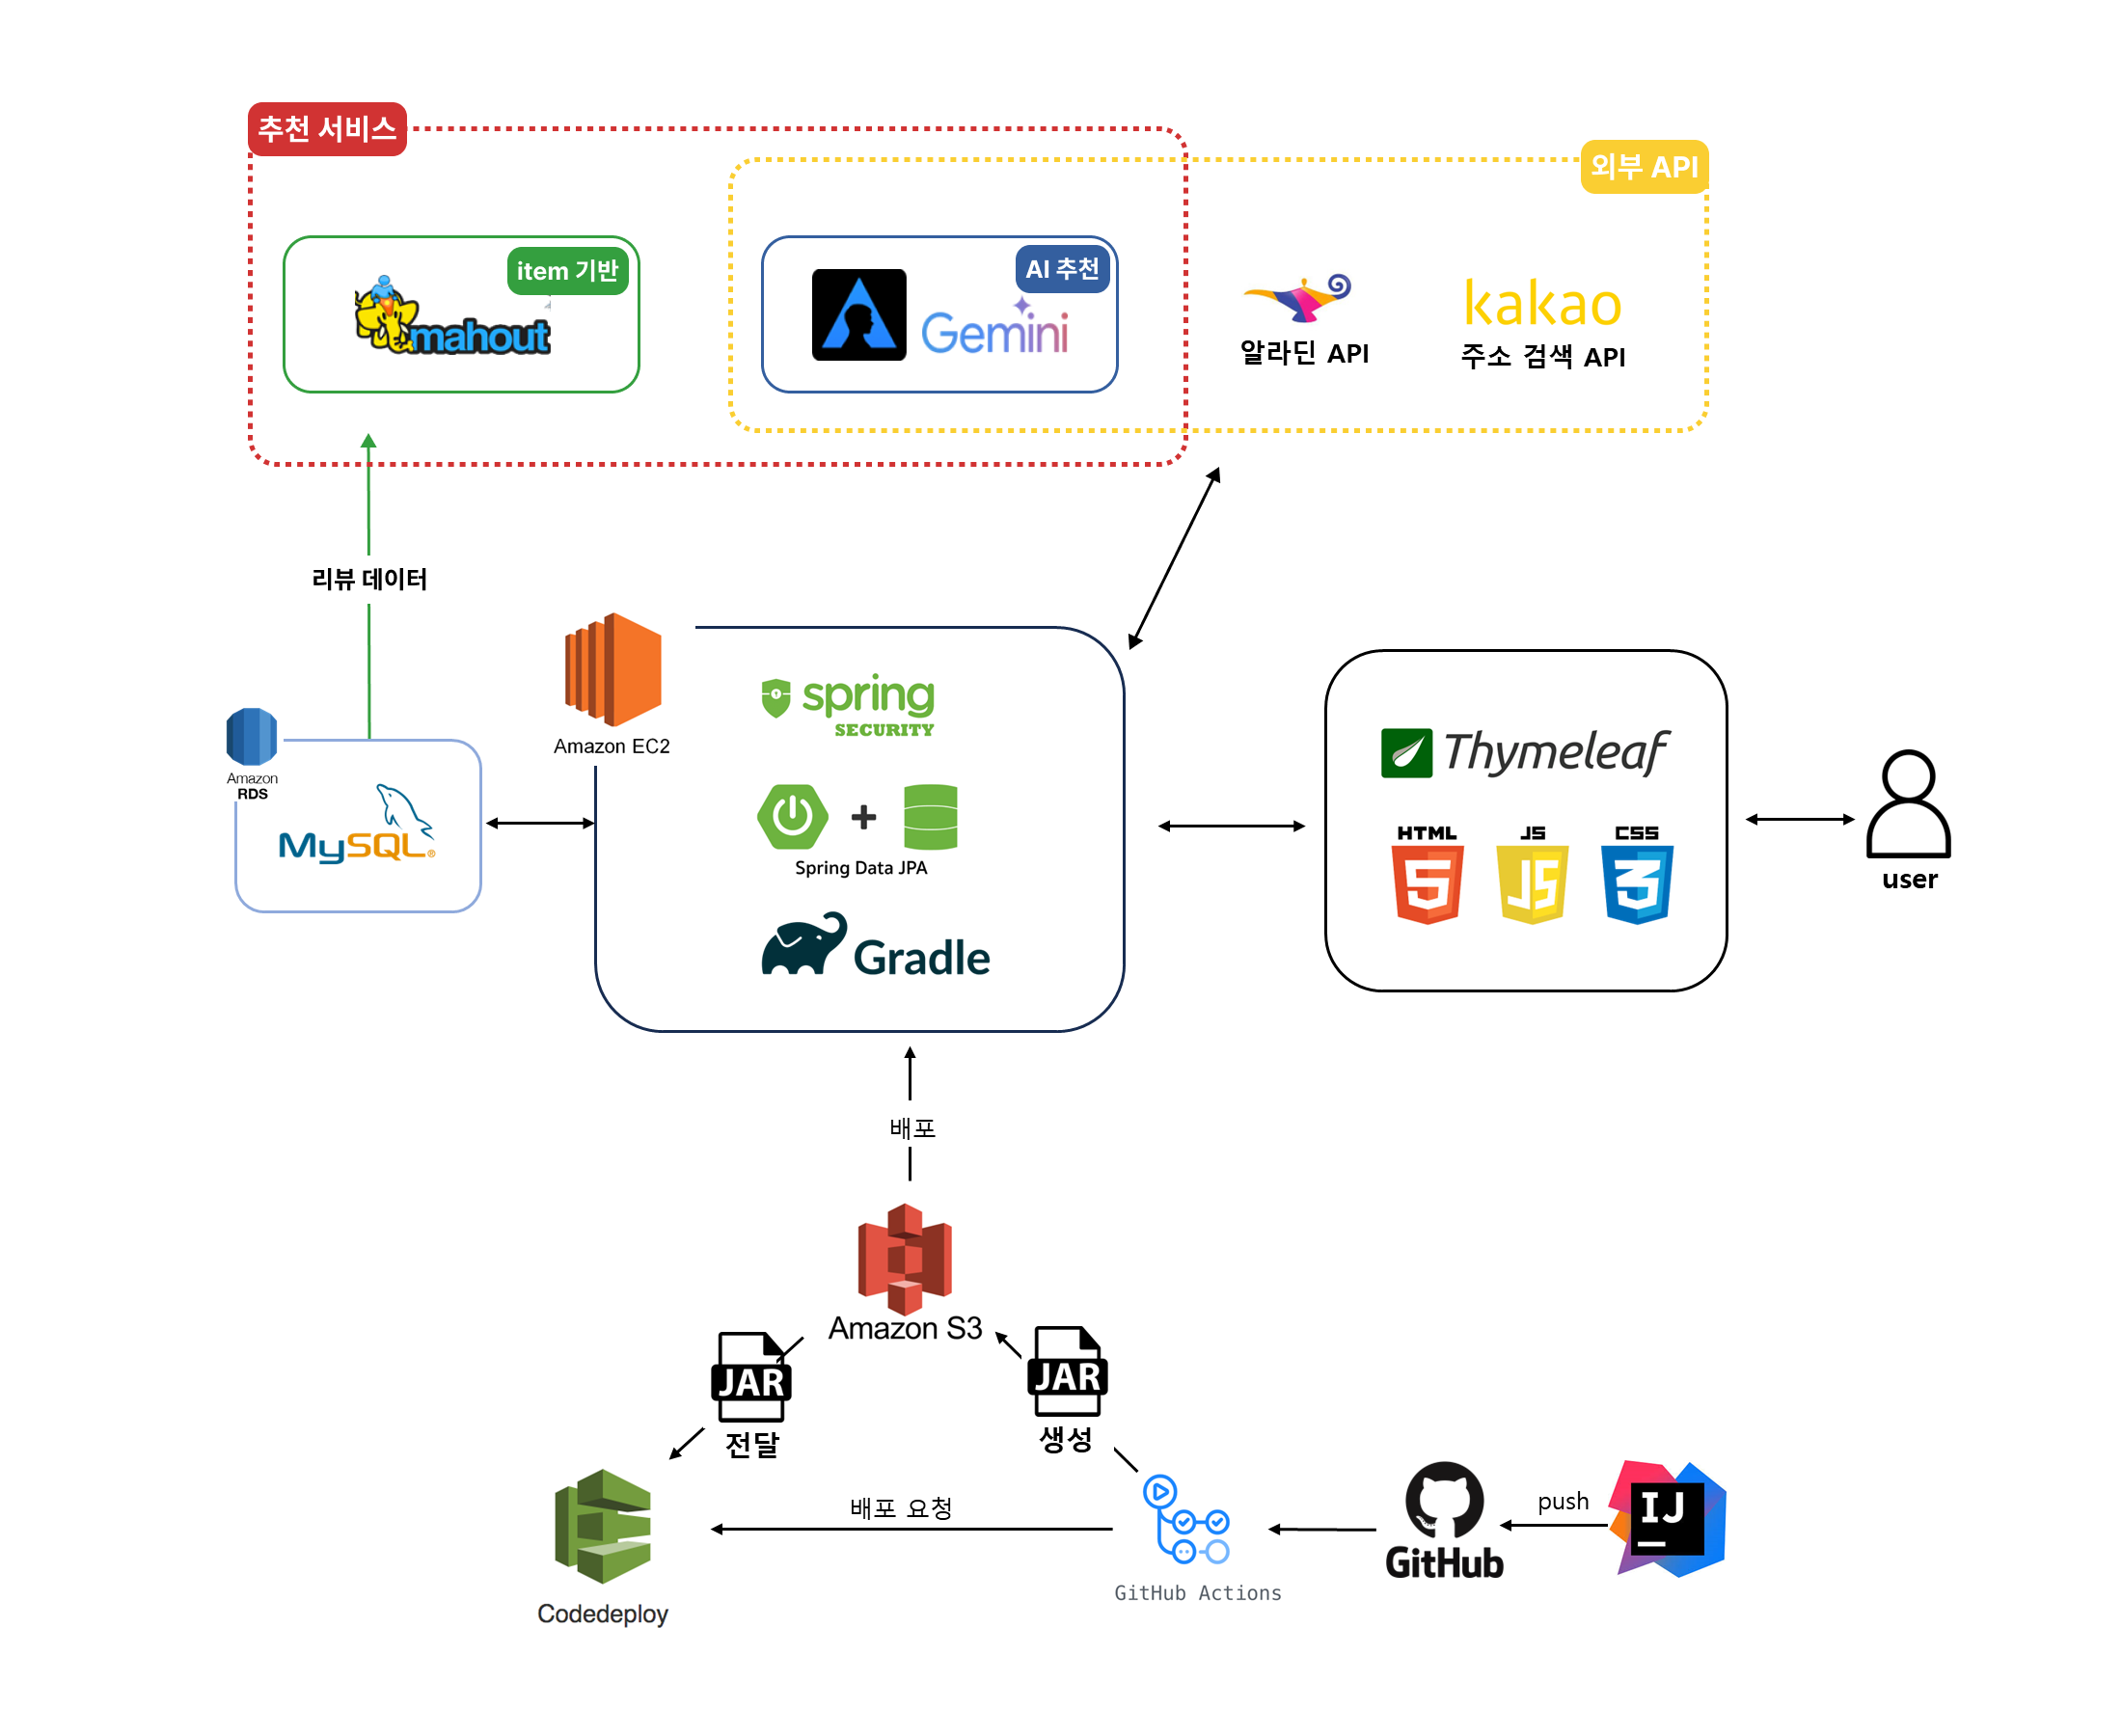 추천 서비스
외부 API
item 기반
mahout
AI 추천
Gemini
알라딘 API
kakao
주소 검색 API
리뷰 데이터
Amazon EC2
spring
SECURITY
Amazon
RDS
MySQL®
+
Spring Data JPA
Gradle
Thymeleaf
HTML
JS
CSS
5
JS
3
user
배포
Amazon S3
JAR
전달
JAR
생성
배포 요청
Codedeploy
GitHub Actions
GitHub
push
IJ